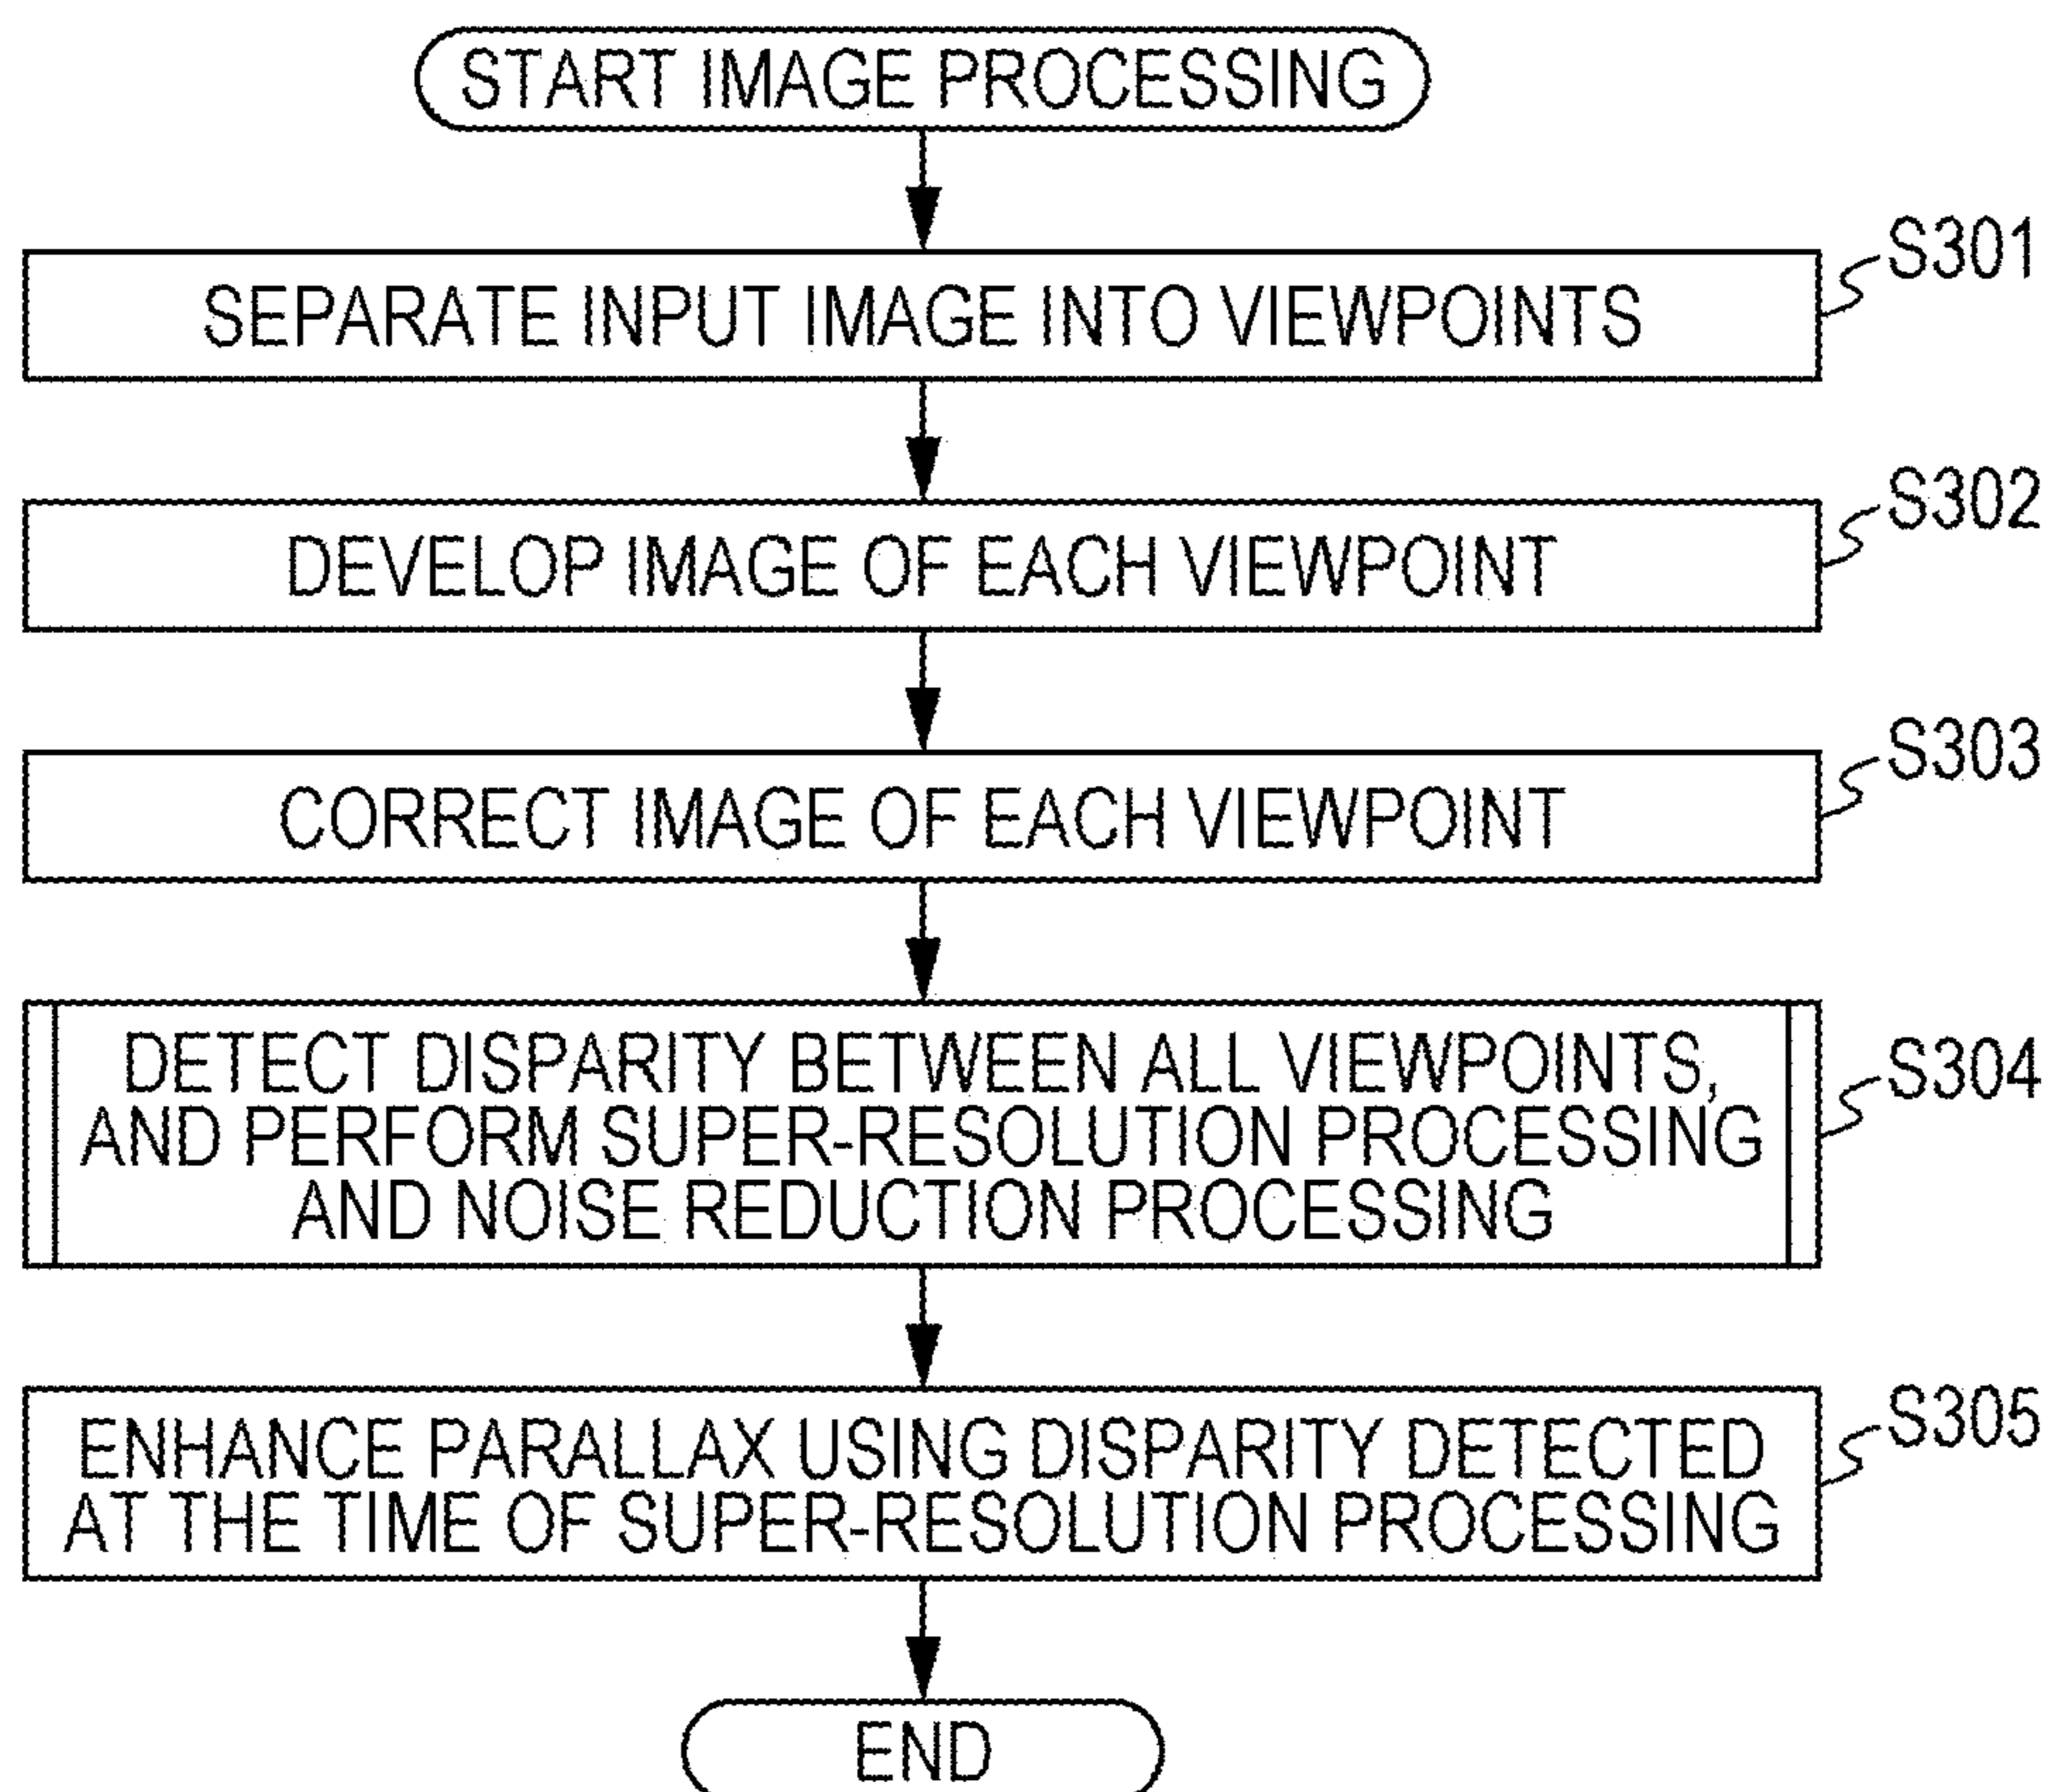 START IMAGE PROCESSING
S301
SEPARATE INPUT IMAGE INTO VIEWPOINTS
S302
DEVELOP IMAGE OF EACH VIEWPOINT
S303
CORRECT IMAGE OF EACH VIEWPOINT
S304
DETECT DISPARITY BETWEEN ALL VIEWPOINTS,
AND PERFORM SUPER-RESOLUTION PROCESSING
AND NOISE REDUCTION PROCESSING
S305
ENHANCE PARALLAX USING DISPARITY DETECTED
AT THE TIME OF SUPER-RESOLUTION PROCESSING
END